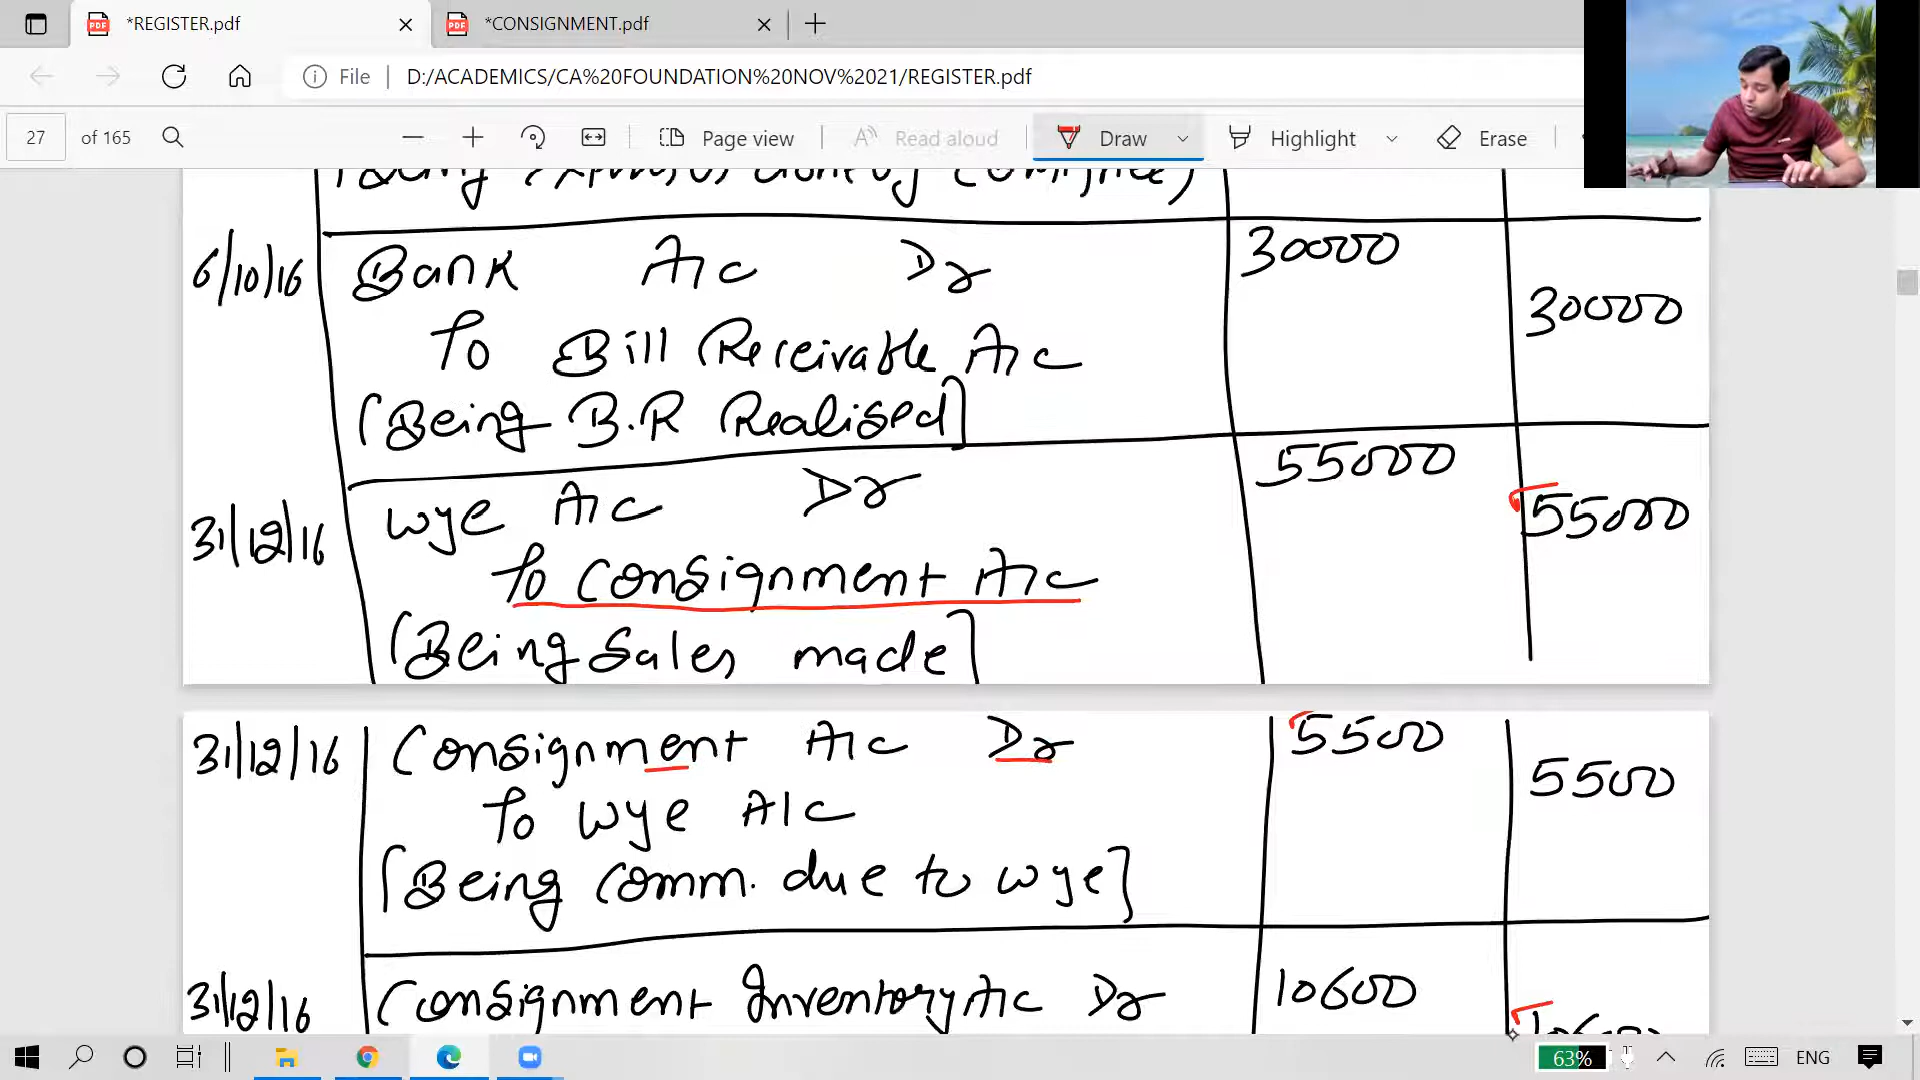 *REGISTER.pdf
*CONSIGNMENT.pdf
File D:/ACADEMICS/CA%20FOUNDATION%20NOV%2021/REGISTER.pdf
27 of 165 Page view Read aloud Draw Highlight Erase
6/10/16 Bank A/c Dr 30000
To Bill Receivable A/c 30000
[Being B.R Realised]
31/12/16 Wye A/c Dr 55000
To Consignment A/c 55000
[Being Sales made]
31/12/16 Consignment A/c Dr 5500
To Wye A/c 5500
[Being Comm. due to Wye]
31/12/16 Consignment Inventory A/c Dr 10600
10600
63% ENG